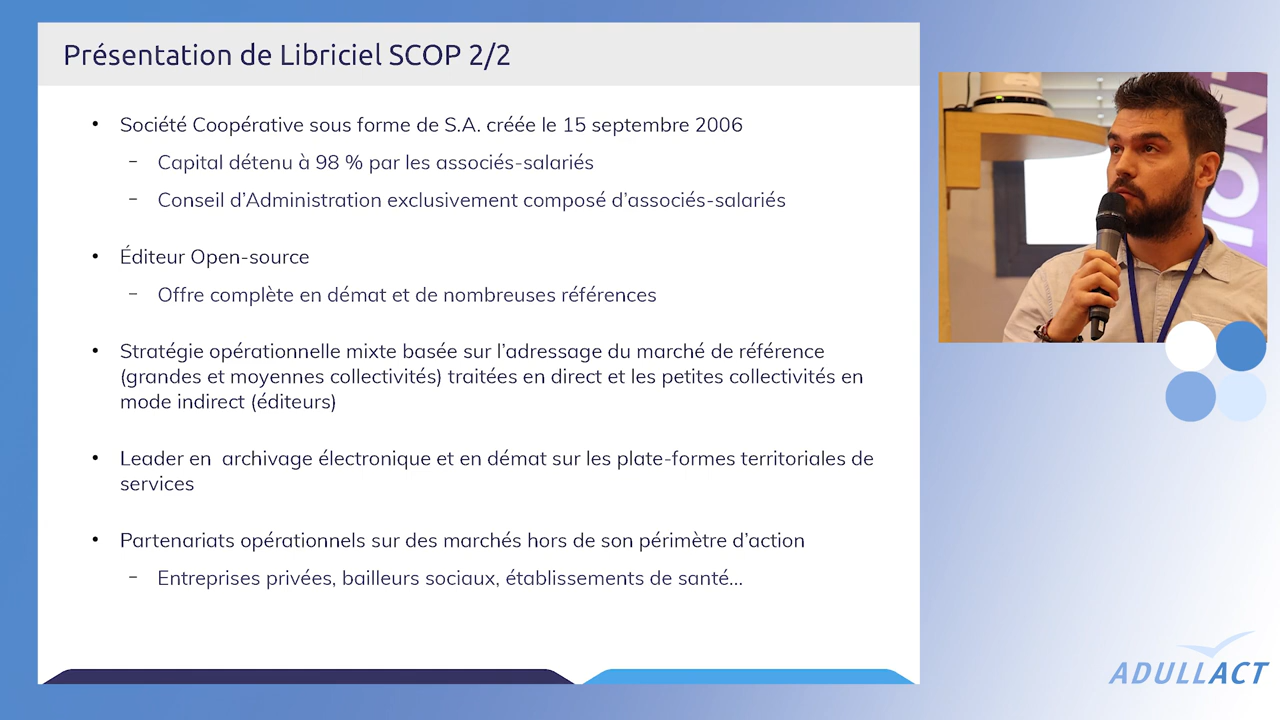 Présentation de Libriciel SCOP 2/2
• Société Coopérative sous forme de S.A. créée le 15 septembre 2006
– Capital détenu à 98 % par les associés-salariés
– Conseil d’Administration exclusivement composé d’associés-salariés
• Éditeur Open-source
– Offre complète en démat et de nombreuses références
• Stratégie opérationnelle mixte basée sur l’adressage du marché de référence
(grandes et moyennes collectivités) traitées en direct et les petites collectivités en
mode indirect (éditeurs)
• Leader en  archivage électronique et en démat sur les plate-formes territoriales de
services
• Partenariats opérationnels sur des marchés hors de son périmètre d’action
– Entreprises privées, bailleurs sociaux, établissements de santé...
ADULLACT